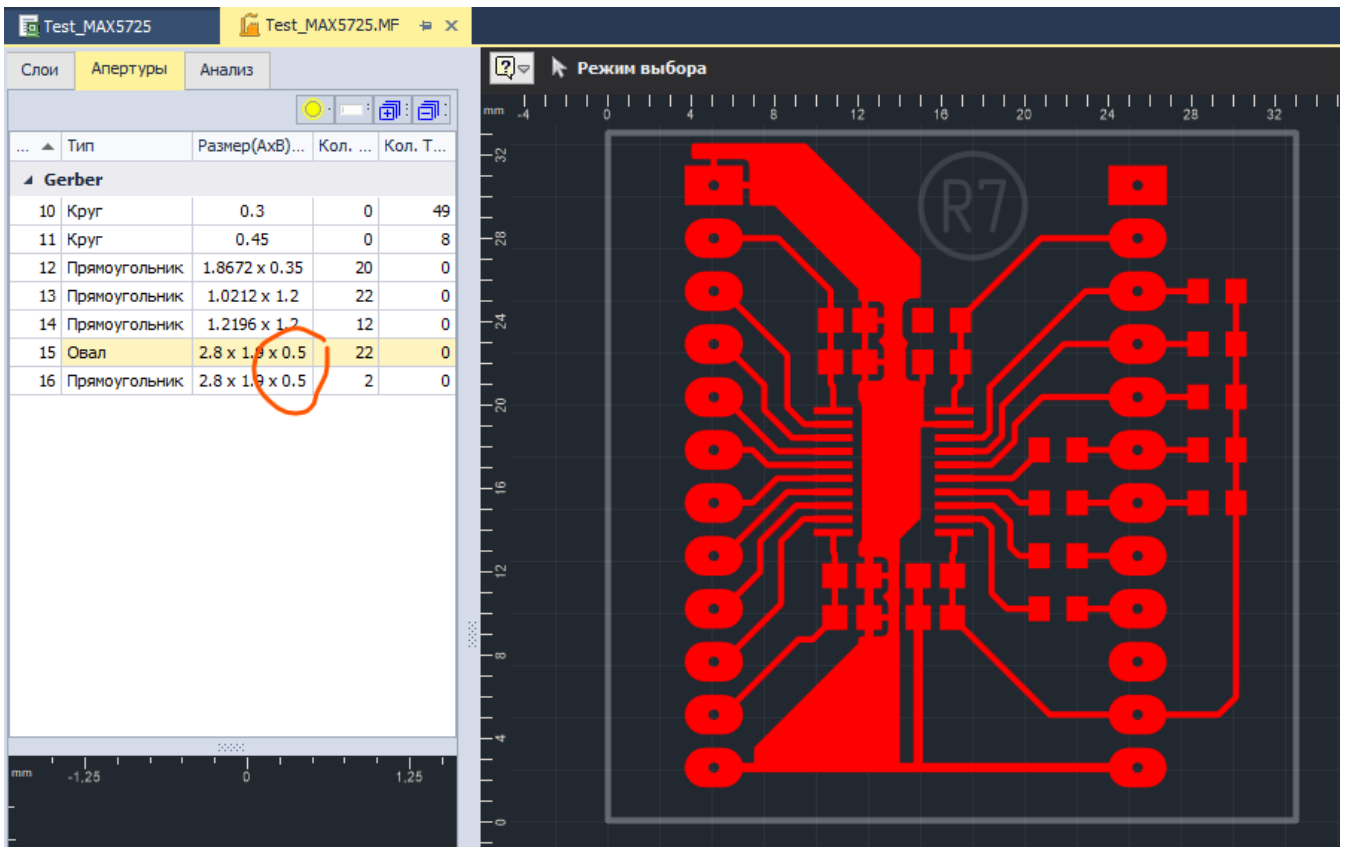 Test_MAX5725 Test_MAX5725.MF
Слои Апертуры Анализ
Режим выбора
mm -4 0 4 8 12 16 20 24 28 32
... Тип Размер(AxB)... Кол. ... Кол. Т...
Gerber
10 Круг 0.3 0 49
11 Круг 0.45 0 8
12 Прямоугольник 1.8672 x 0.35 20 0
13 Прямоугольник 1.0212 x 1.2 22 0
14 Прямоугольник 1.2196 x 1.2 12 0
15 Овал 2.8 x 1.9 x 0.5 22 0
16 Прямоугольник 2.8 x 1.9 x 0.5 2 0
R7
32
28
24
20
16
12
8
4
0
mm -1,25 0 1,25